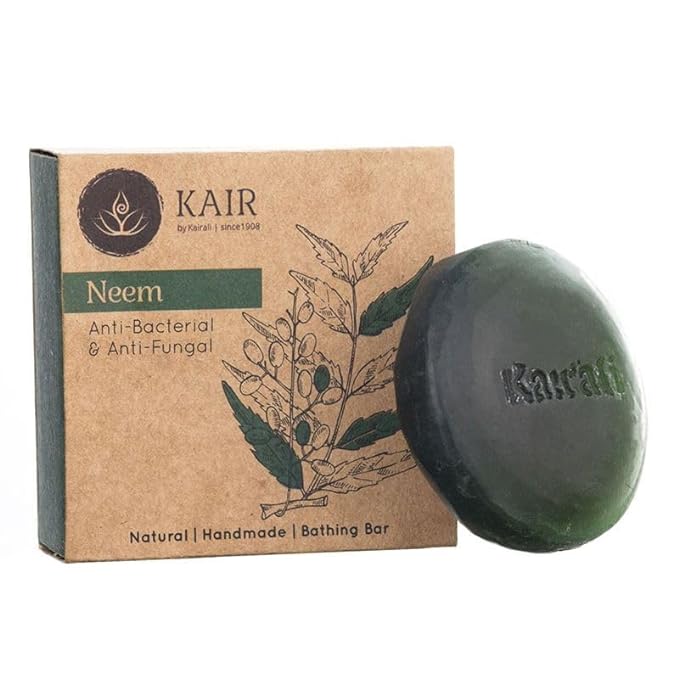 KAIR
by Kairali | since1908
Neem
Anti-Bacterial
& Anti-Fungal
Natural | Handmade | Bathing Bar
Kairali